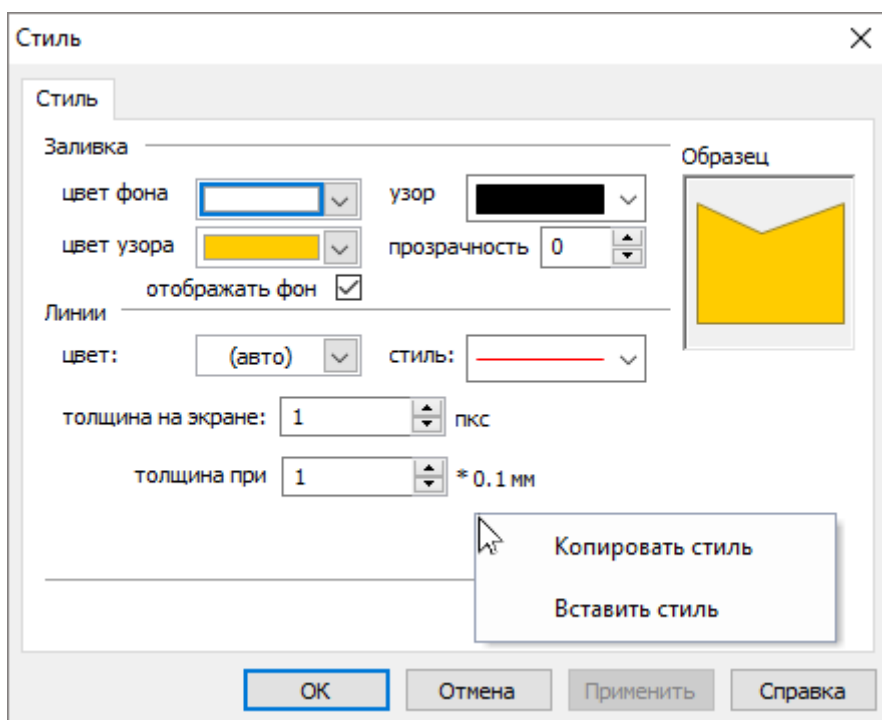 Стиль
Стиль
Заливка
Образец
цвет фона узор
цвет узора прозрачность 0
отображать фон
Линии
цвет: (авто) стиль:
толщина на экране: 1 пкс
толщина при 1 * 0.1 мм
Копировать стиль
Вставить стиль
ОК Отмена Применить Справка